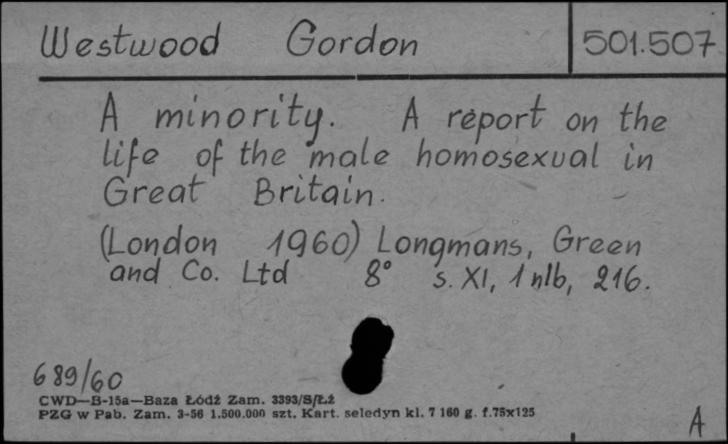 Westwood Gordon 501.507
A minority. A report on the
life of the male homosexual in
Great Britain.
(London 1960) Longmans, Green
and Co. Ltd 8° s. XI, 1 nlb, 216.
689/60
CWD—B-15a—Baza Łódź Zam. 3393/S/Łż
PZG w Pab. Zam. 3-56 1.500.000 szt. Kart. seledyn kl. 7 160 g. f.75x125
A